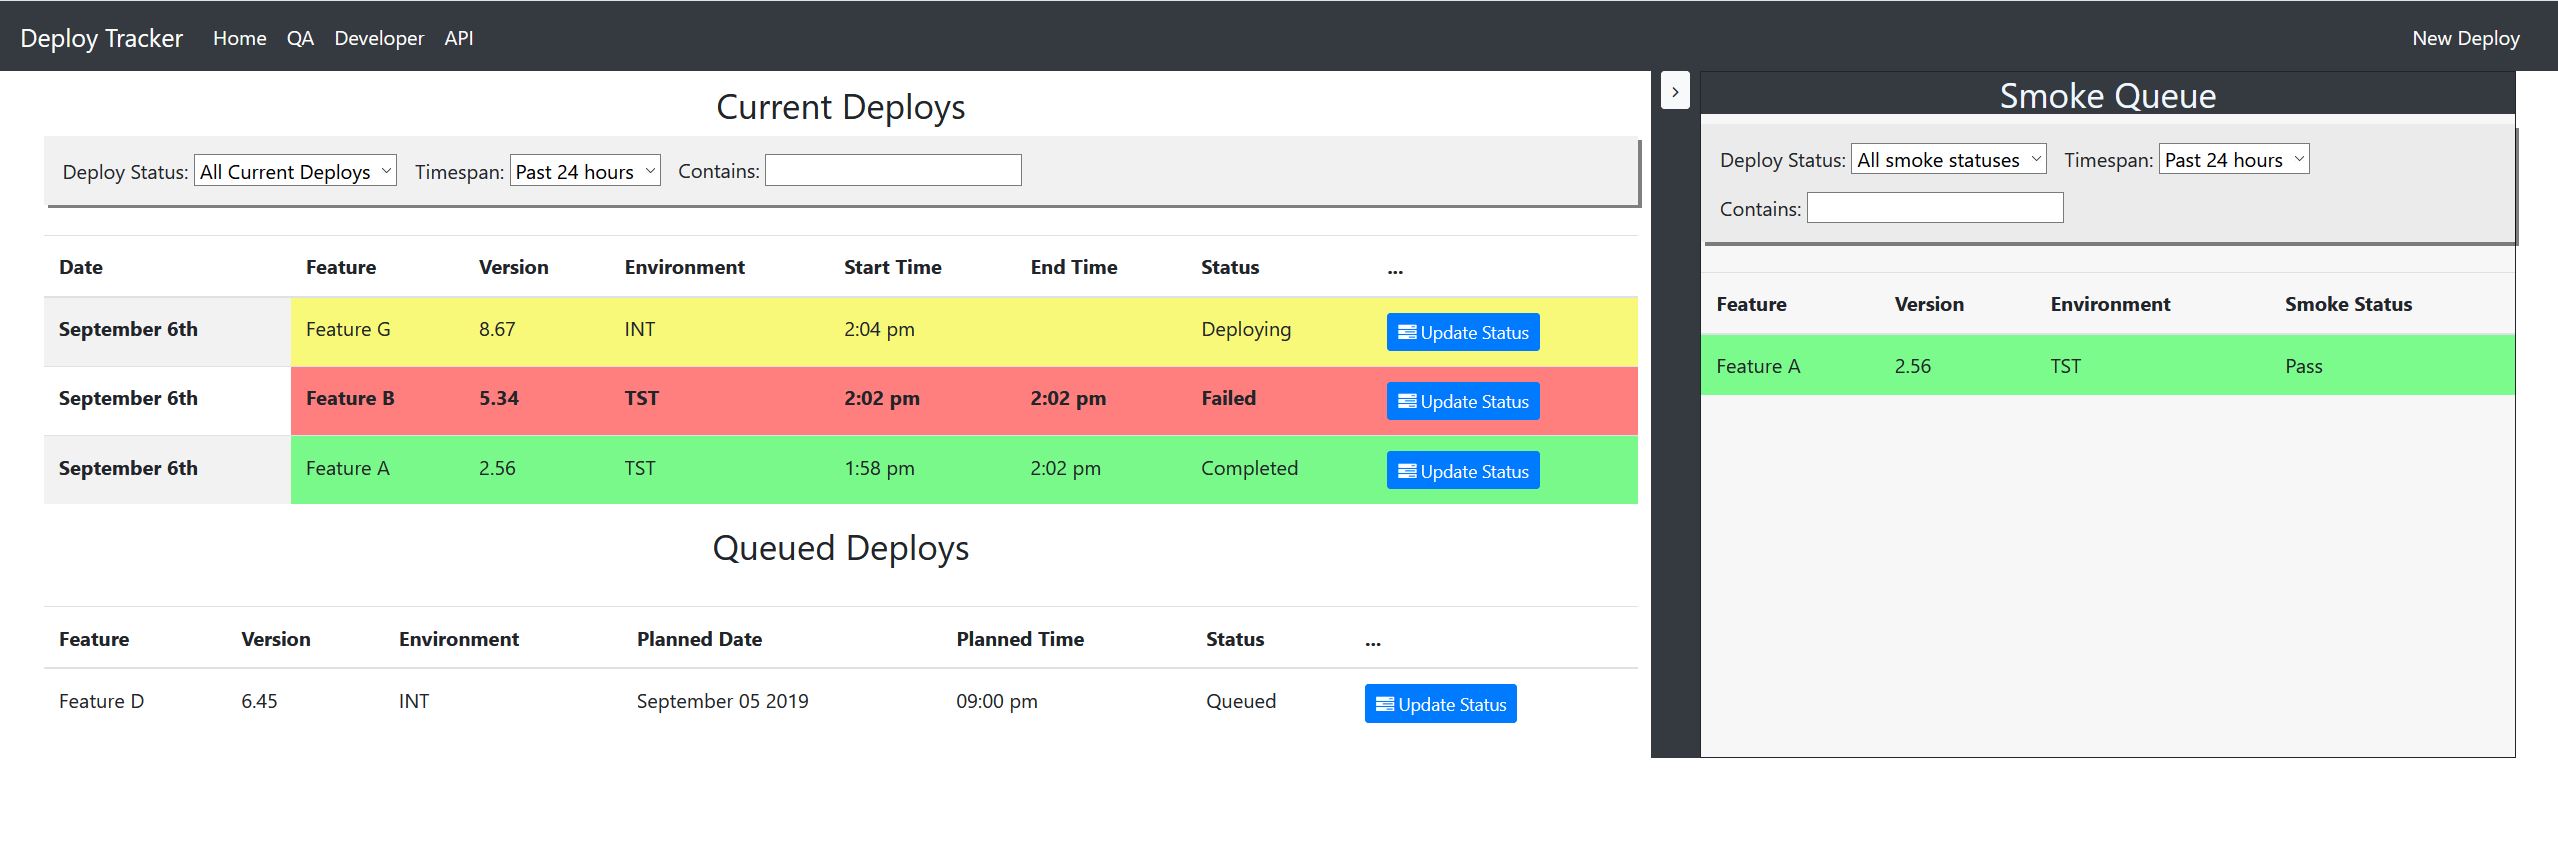 Deploy Tracker Home QA Developer API New Deploy
Current Deploys
Deploy Status: All Current Deploys Timespan: Past 24 hours Contains:
Date Feature Version Environment Start Time End Time Status ...
September 6th Feature G 8.67 INT 2:04 pm Deploying Update Status
September 6th Feature B 5.34 TST 2:02 pm 2:02 pm Failed Update Status
September 6th Feature A 2.56 TST 1:58 pm 2:02 pm Completed Update Status
Queued Deploys
Feature Version Environment Planned Date Planned Time Status ...
Feature D 6.45 INT September 05 2019 09:00 pm Queued Update Status
Smoke Queue
Deploy Status: All smoke statuses Timespan: Past 24 hours
Contains:
Feature Version Environment Smoke Status
Feature A 2.56 TST Pass